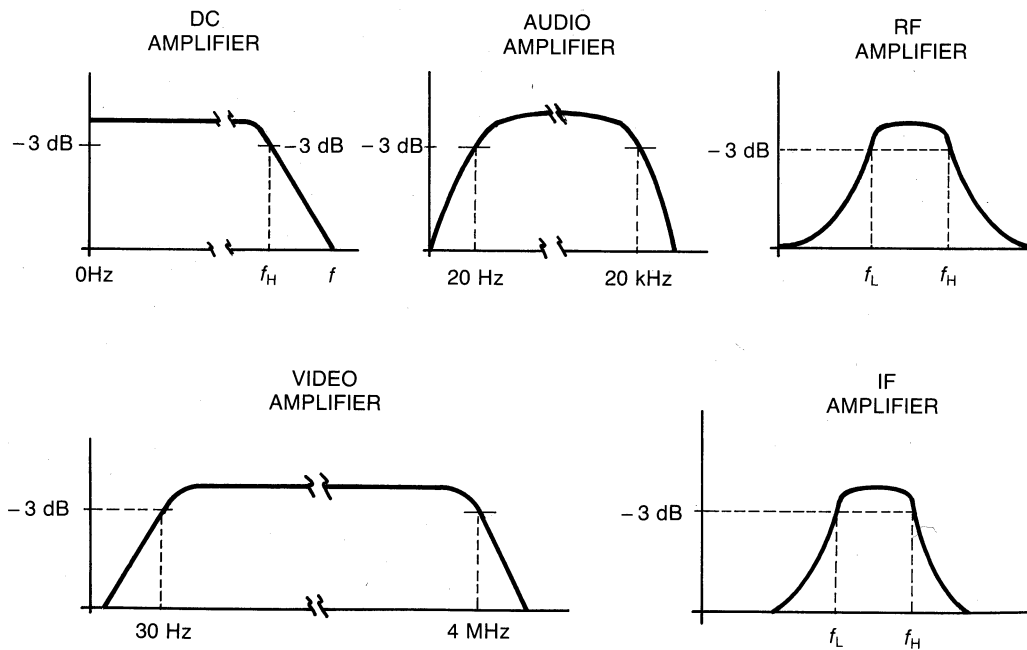 DC
AMPLIFIER
– 3 dB
– 3 dB
0Hz
fH
f
AUDIO
AMPLIFIER
– 3 dB
20 Hz
20 kHz
RF
AMPLIFIER
– 3 dB
fL
fH
VIDEO
AMPLIFIER
– 3 dB
30 Hz
4 MHz
IF
AMPLIFIER
– 3 dB
fL
fH